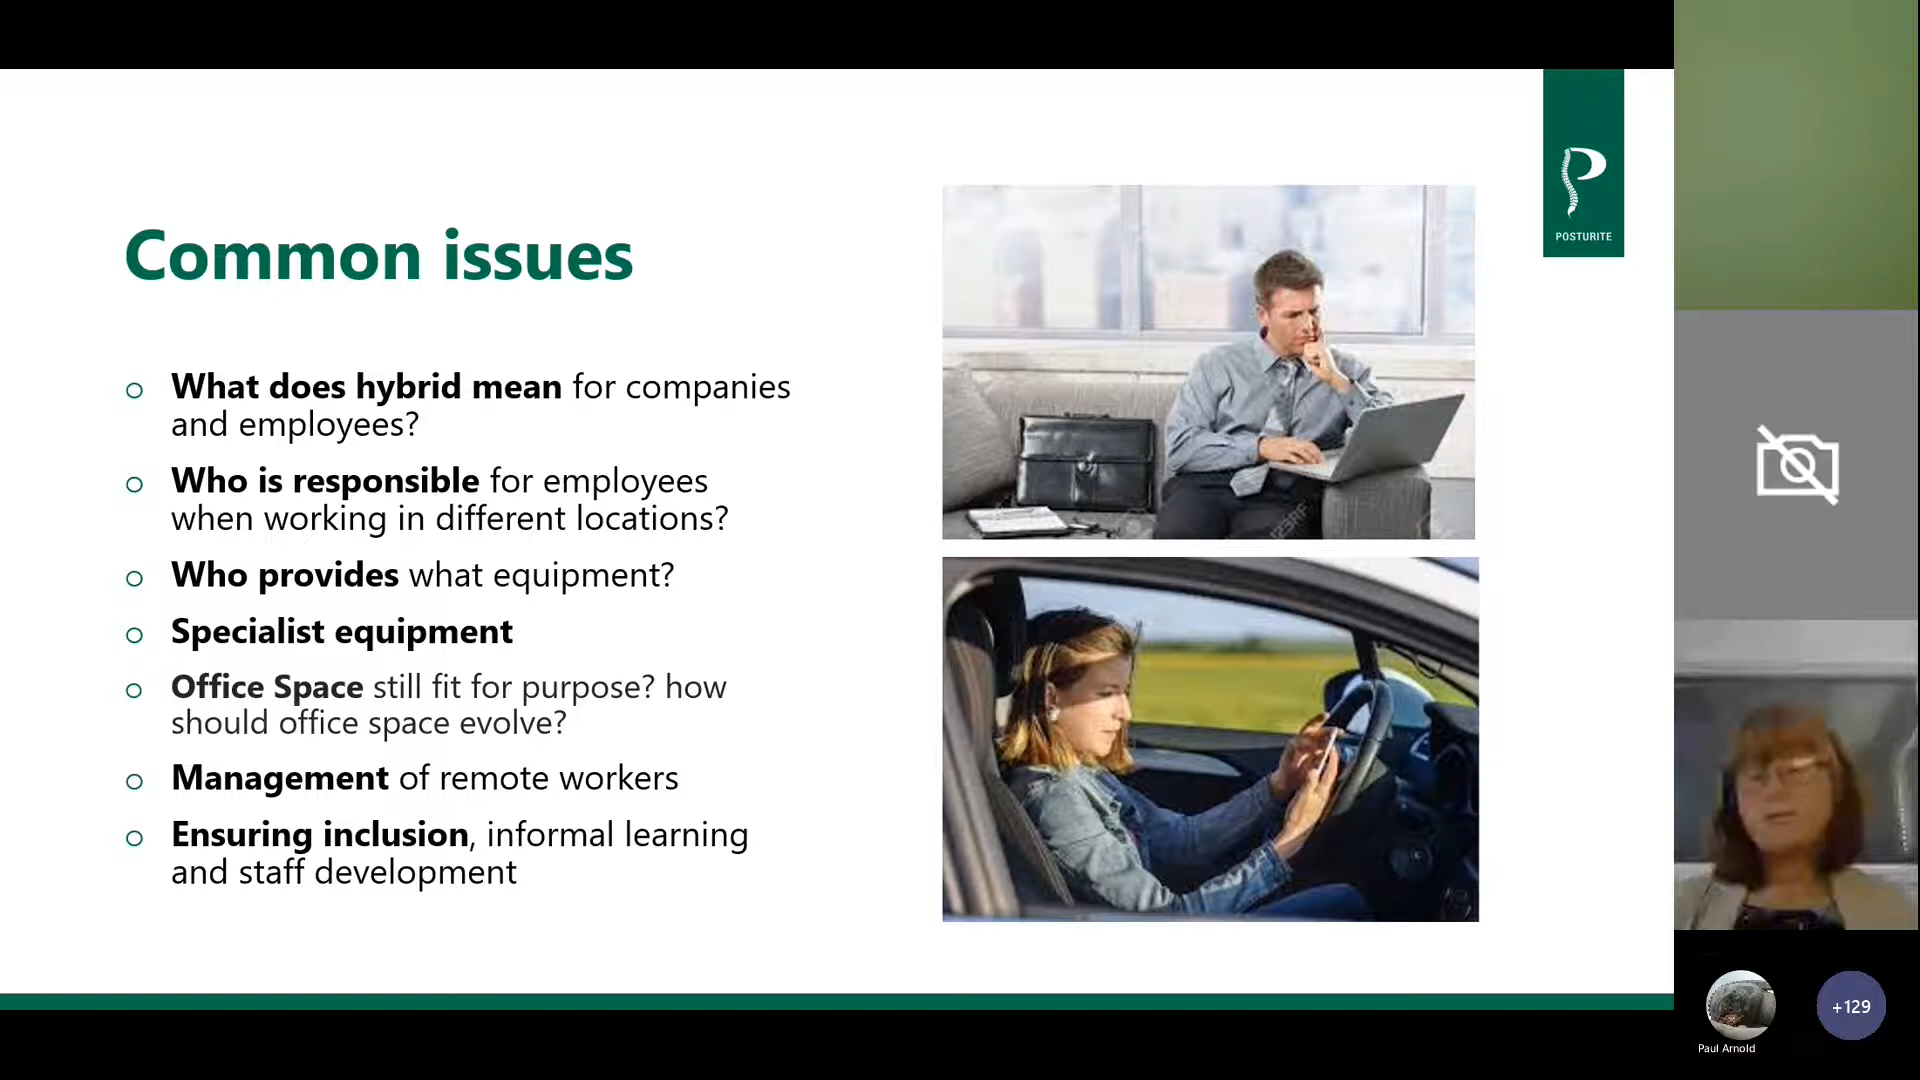 POSTURITE
Common issues
What does hybrid mean for companies
and employees?
Who is responsible for employees
when working in different locations?
Who provides what equipment?
Specialist equipment
Office Space still fit for purpose? how
should office space evolve?
Management of remote workers
Ensuring inclusion, informal learning
and staff development
123RF
+129
Paul Arnold